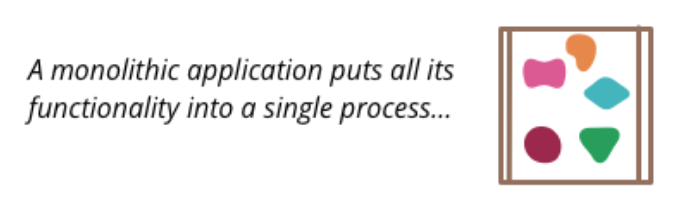 A monolithic application puts all its
functionality into a single process...